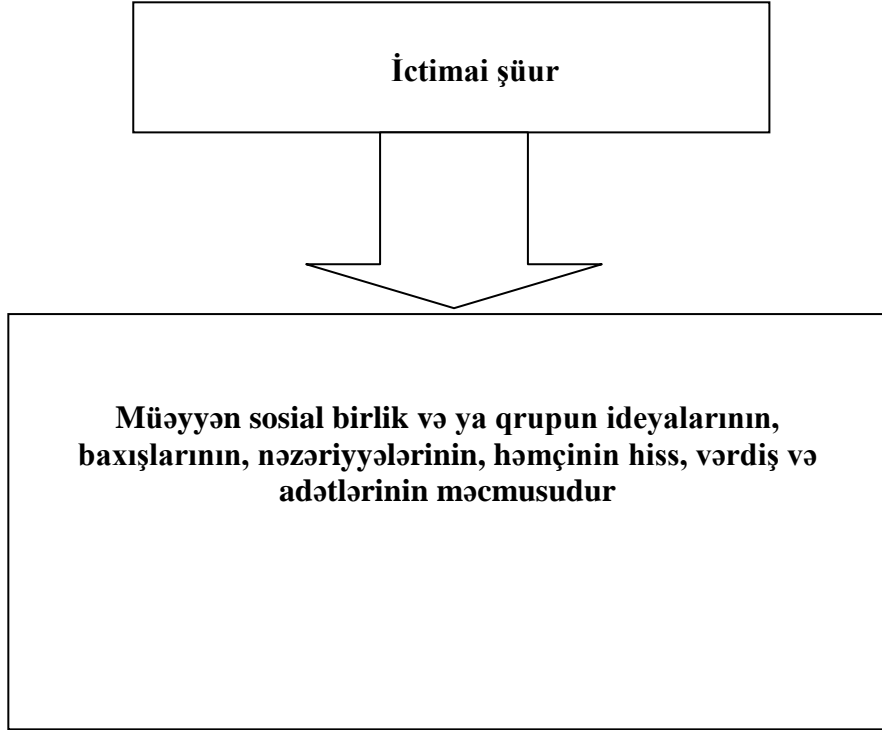 İctimai şüur
Müəyyən sosial birlik və ya qrupun ideyalarının,
baxışlarının, nəzəriyyələrinin, həmçinin hiss, vərdiş və
adətlərinin məcmusudur